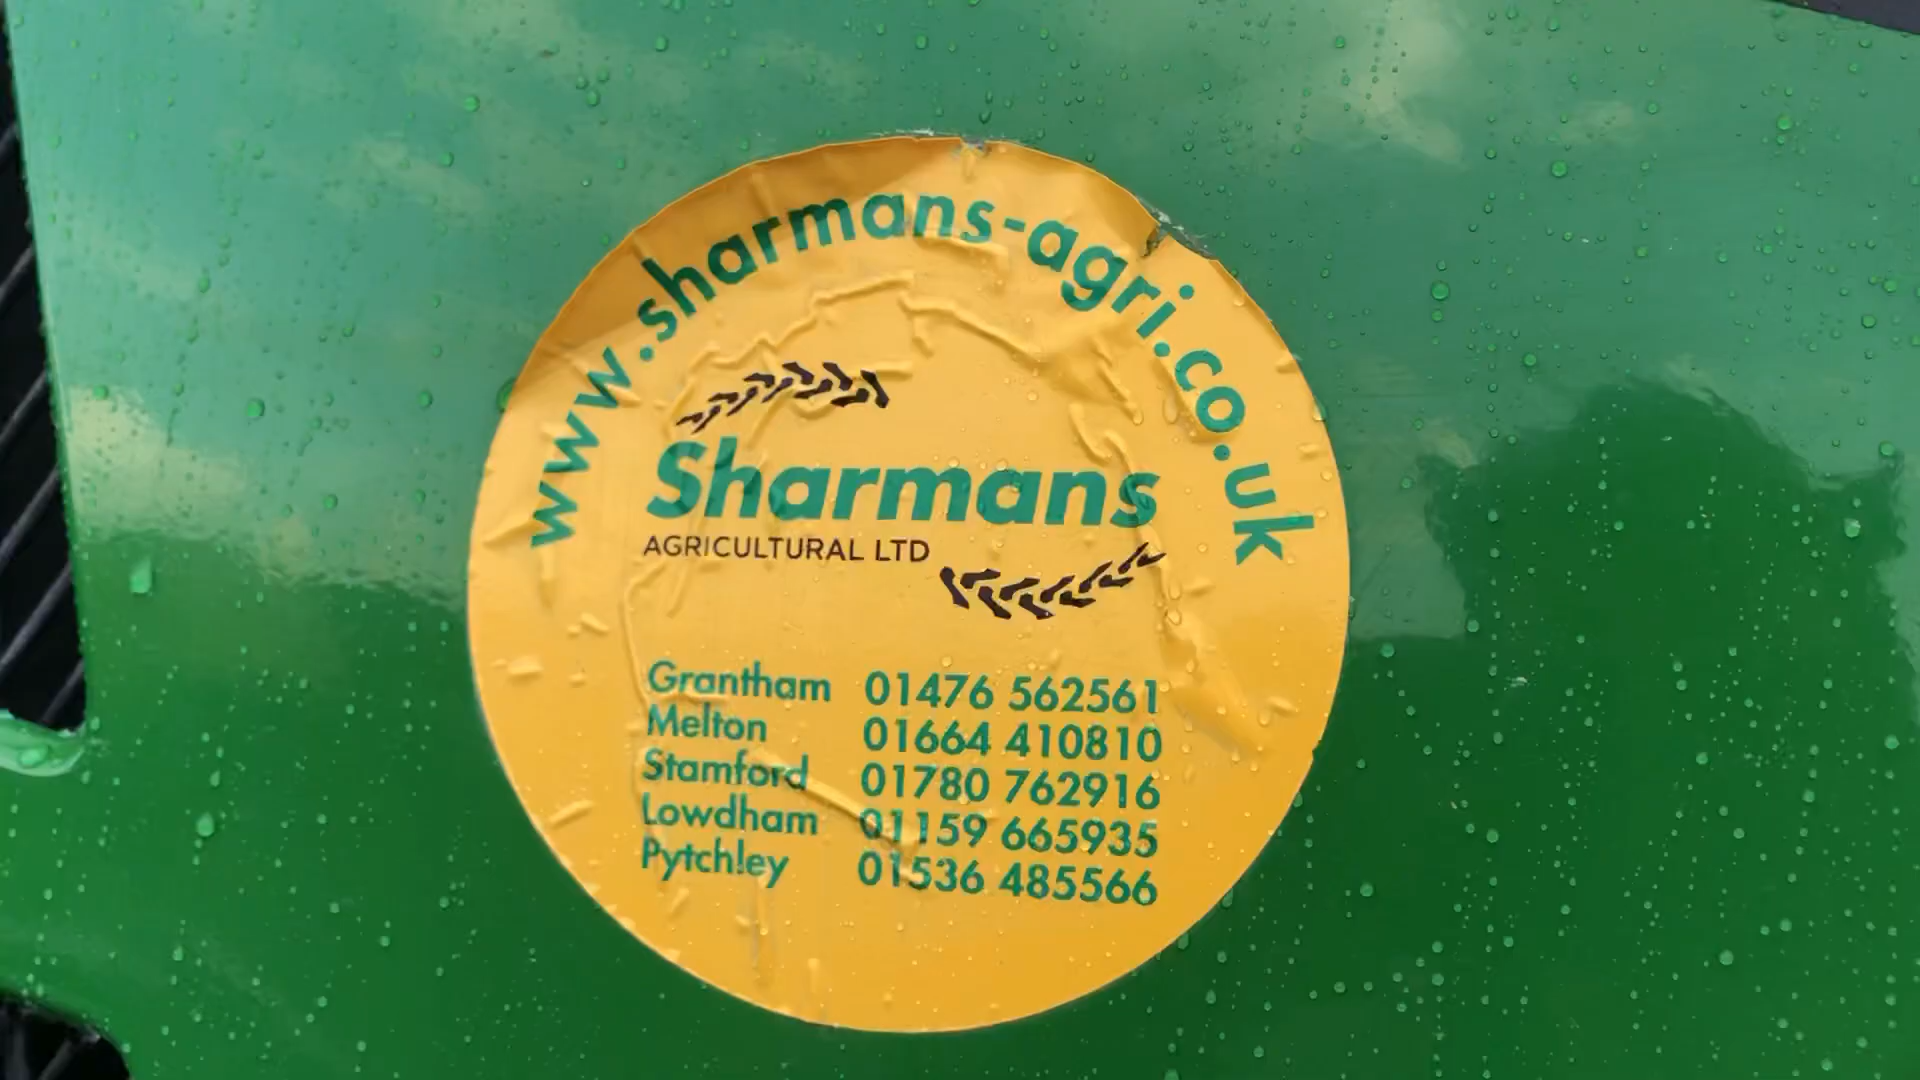 www.sharmans-agri.co.uk
Sharmans
AGRICULTURAL LTD
Grantham 01476 562561
Melton 01664 410810
Stamford 01780 762916
Lowdham 01159 665935
Pytchley 01536 485566